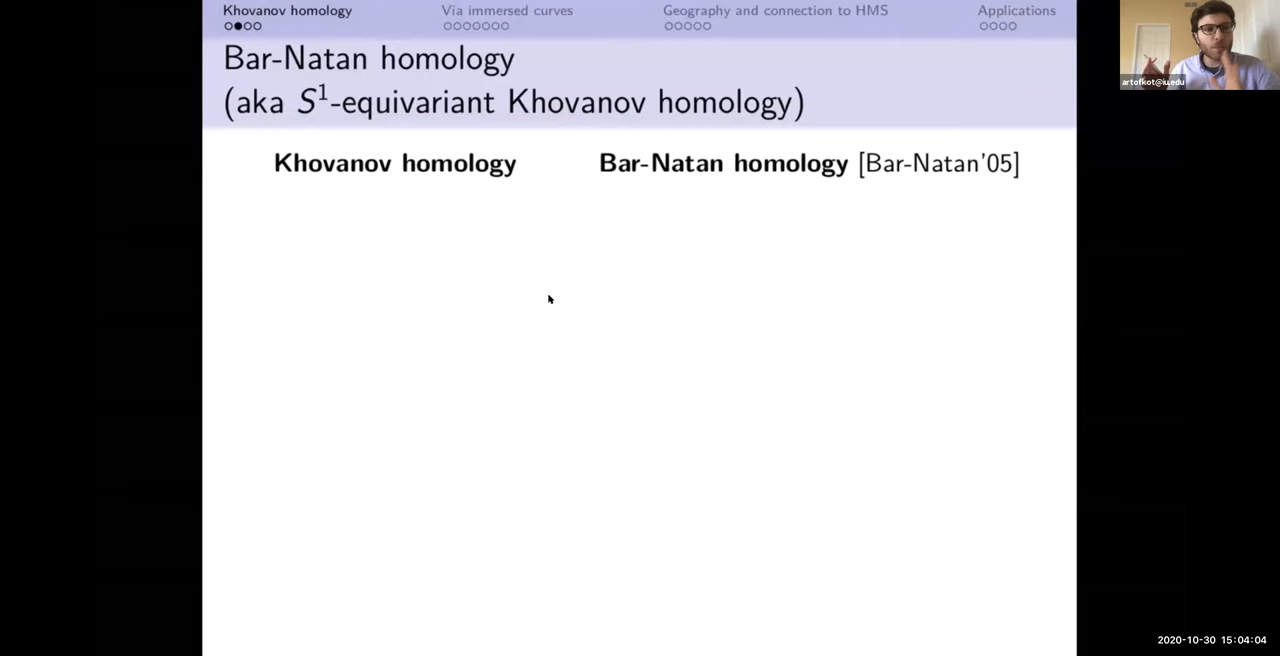 Khovanov homology Via immersed curves Geography and connection to HMS Applications
Bar-Natan homology
(aka S¹-equivariant Khovanov homology)
Khovanov homology Bar-Natan homology [Bar-Natan'05]
artofkot@iu.edu
2020-10-30 15:04:04